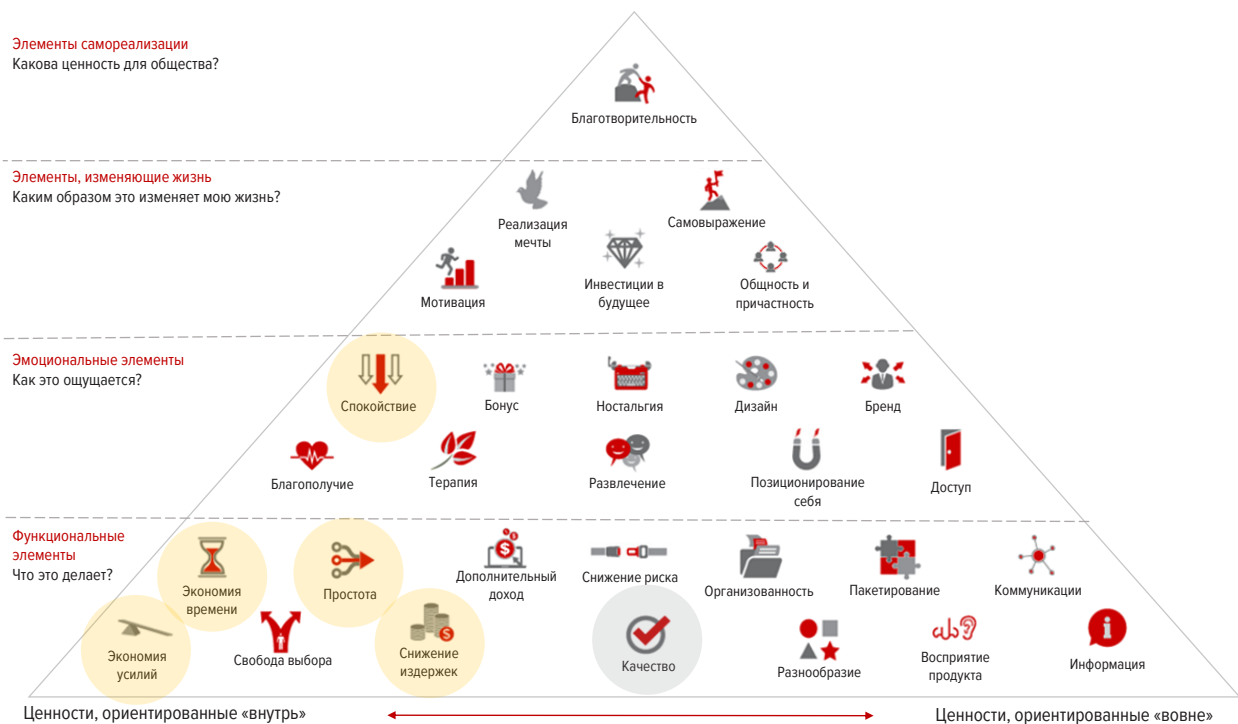 Элементы самореализации
Какова ценность для общества?
Благотворительность
Элементы, изменяющие жизнь
Каким образом это изменяет мою жизнь?
Реализация
мечты
Самовыражение
Мотивация
Инвестиции в
будущее
Общность и
причастность
Эмоциональные элементы
Как это ощущается?
Спокойствие
Бонус
Ностальгия
Дизайн
Бренд
Благополучие
Терапия
Развлечение
Позиционирование
себя
Доступ
Функциональные
элементы
Что это делает?
Экономия
времени
Простота
Дополнительный
доход
Снижение риска
Организованность
Пакетирование
Коммуникации
Экономия
усилий
Свобода выбора
Снижение
издержек
Качество
Разнообразие
Восприятие
продукта
Информация
Ценности, ориентированные «внутрь»
Ценности, ориентированные «вовне»